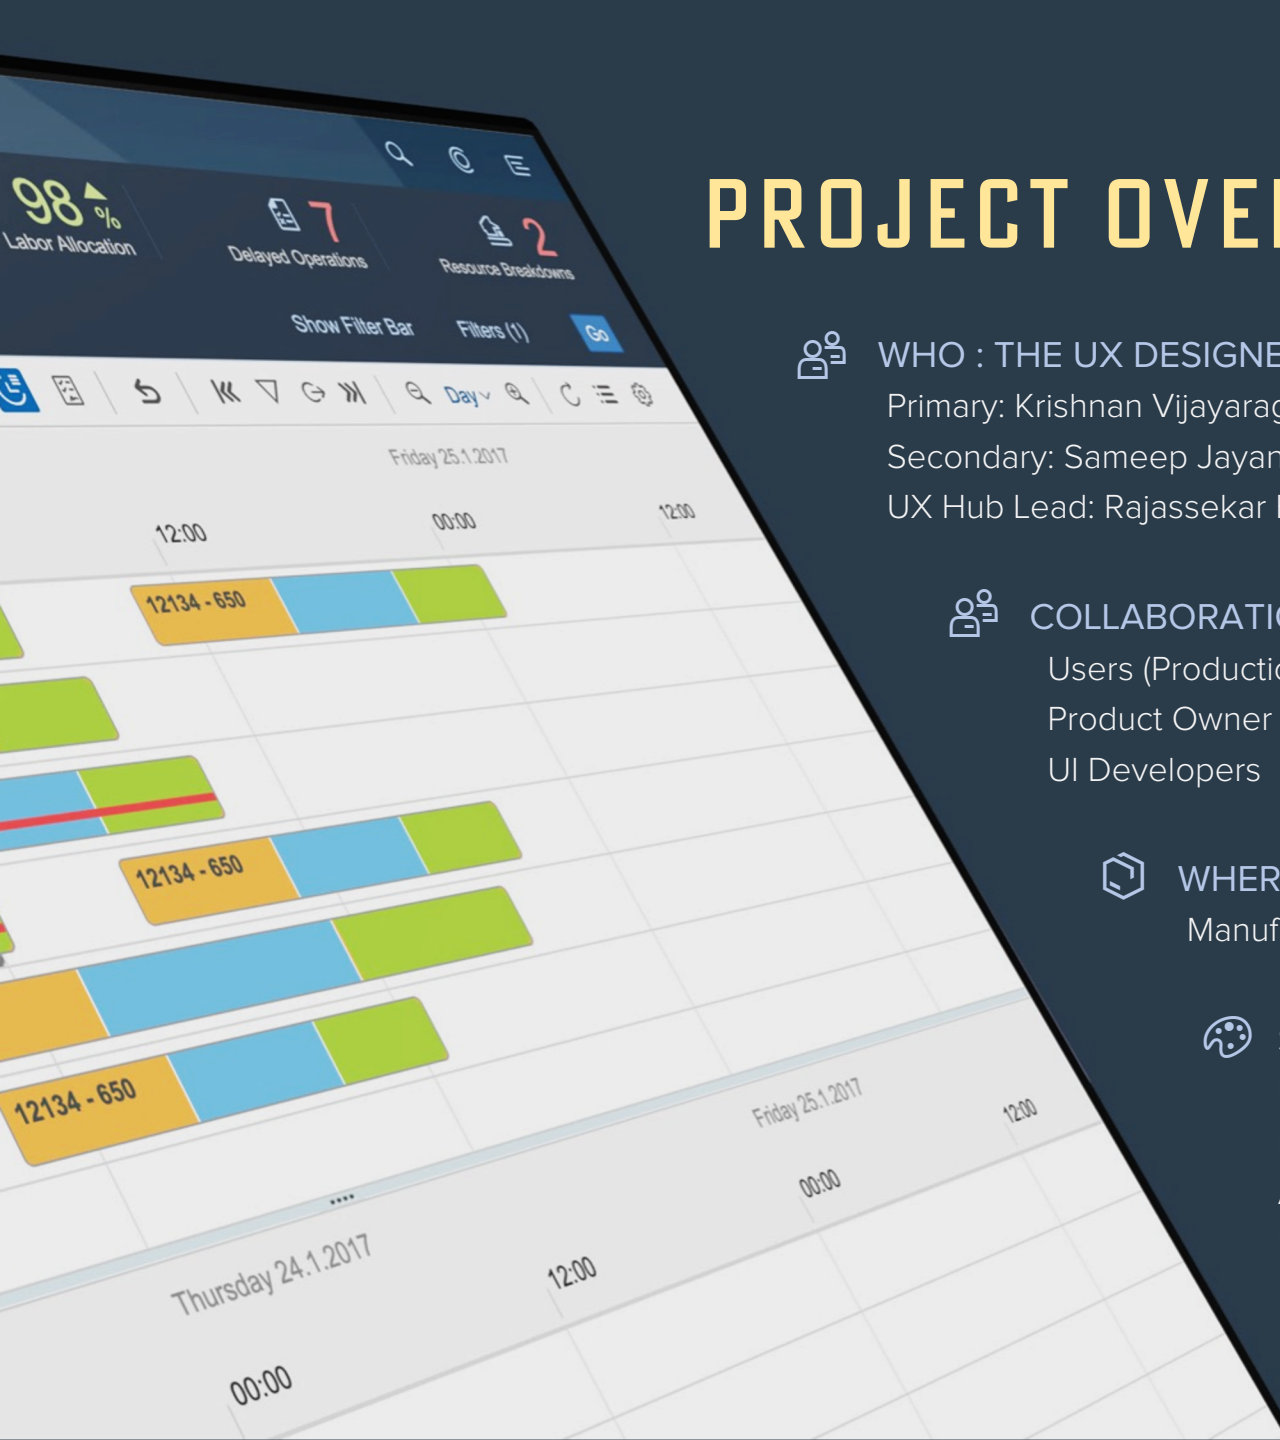 98 %
Labor Allocation
7
Delayed Operations
2
Resource Breakdowns
Show Filter Bar
Filters (1)
Go
Day
Friday 25.1.2017
12:00
00:00
12:00
12134 - 650
12134 - 650
12134 - 650
Friday 25.1.2017
12:00
00:00
Thursday 24.1.2017
12:00
00:00
PROJECT OVE
WHO : THE UX DESIGNE
Primary: Krishnan Vijayarag
Secondary: Sameep Jayan
UX Hub Lead: Rajassekar
COLLABORATIO
Users (Productio
Product Owner
UI Developers
WHER
Manuf